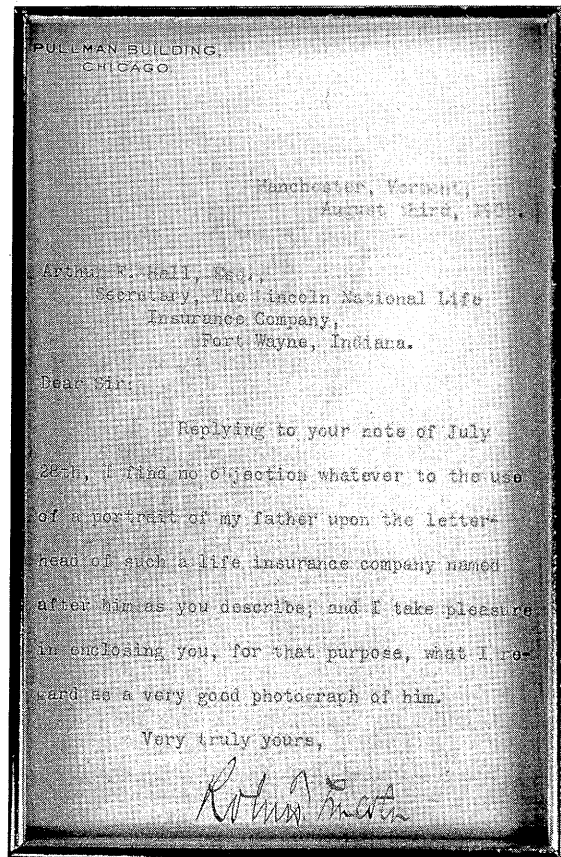 PULLMAN BUILDING,
CHICAGO.
Manchester, Vermont,
August third,
Arthur F. Hall, Esq.,
Secretary, The Lincoln National Life
Insurance Company,
Fort Wayne, Indiana.
Dear Sir:
Replying to your note of July
28th, I find no objection whatever to the use
of a portrait of my father upon the letter-
head of such a life insurance company named
after him as you describe; and I take pleasure
in enclosing you, for that purpose, what I re-
gard as a very good photograph of him.
Very truly yours,
Robert T. Lincoln